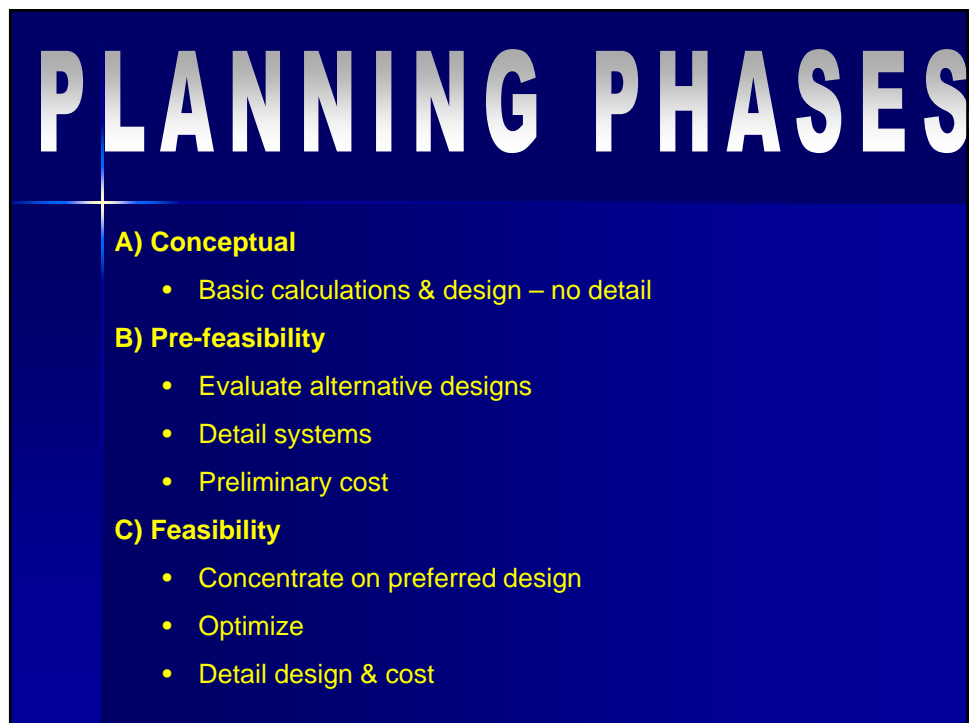 PLANNING PHASES
A) Conceptual
• Basic calculations & design – no detail
B) Pre-feasibility
• Evaluate alternative designs
• Detail systems
• Preliminary cost
C) Feasibility
• Concentrate on preferred design
• Optimize
• Detail design & cost